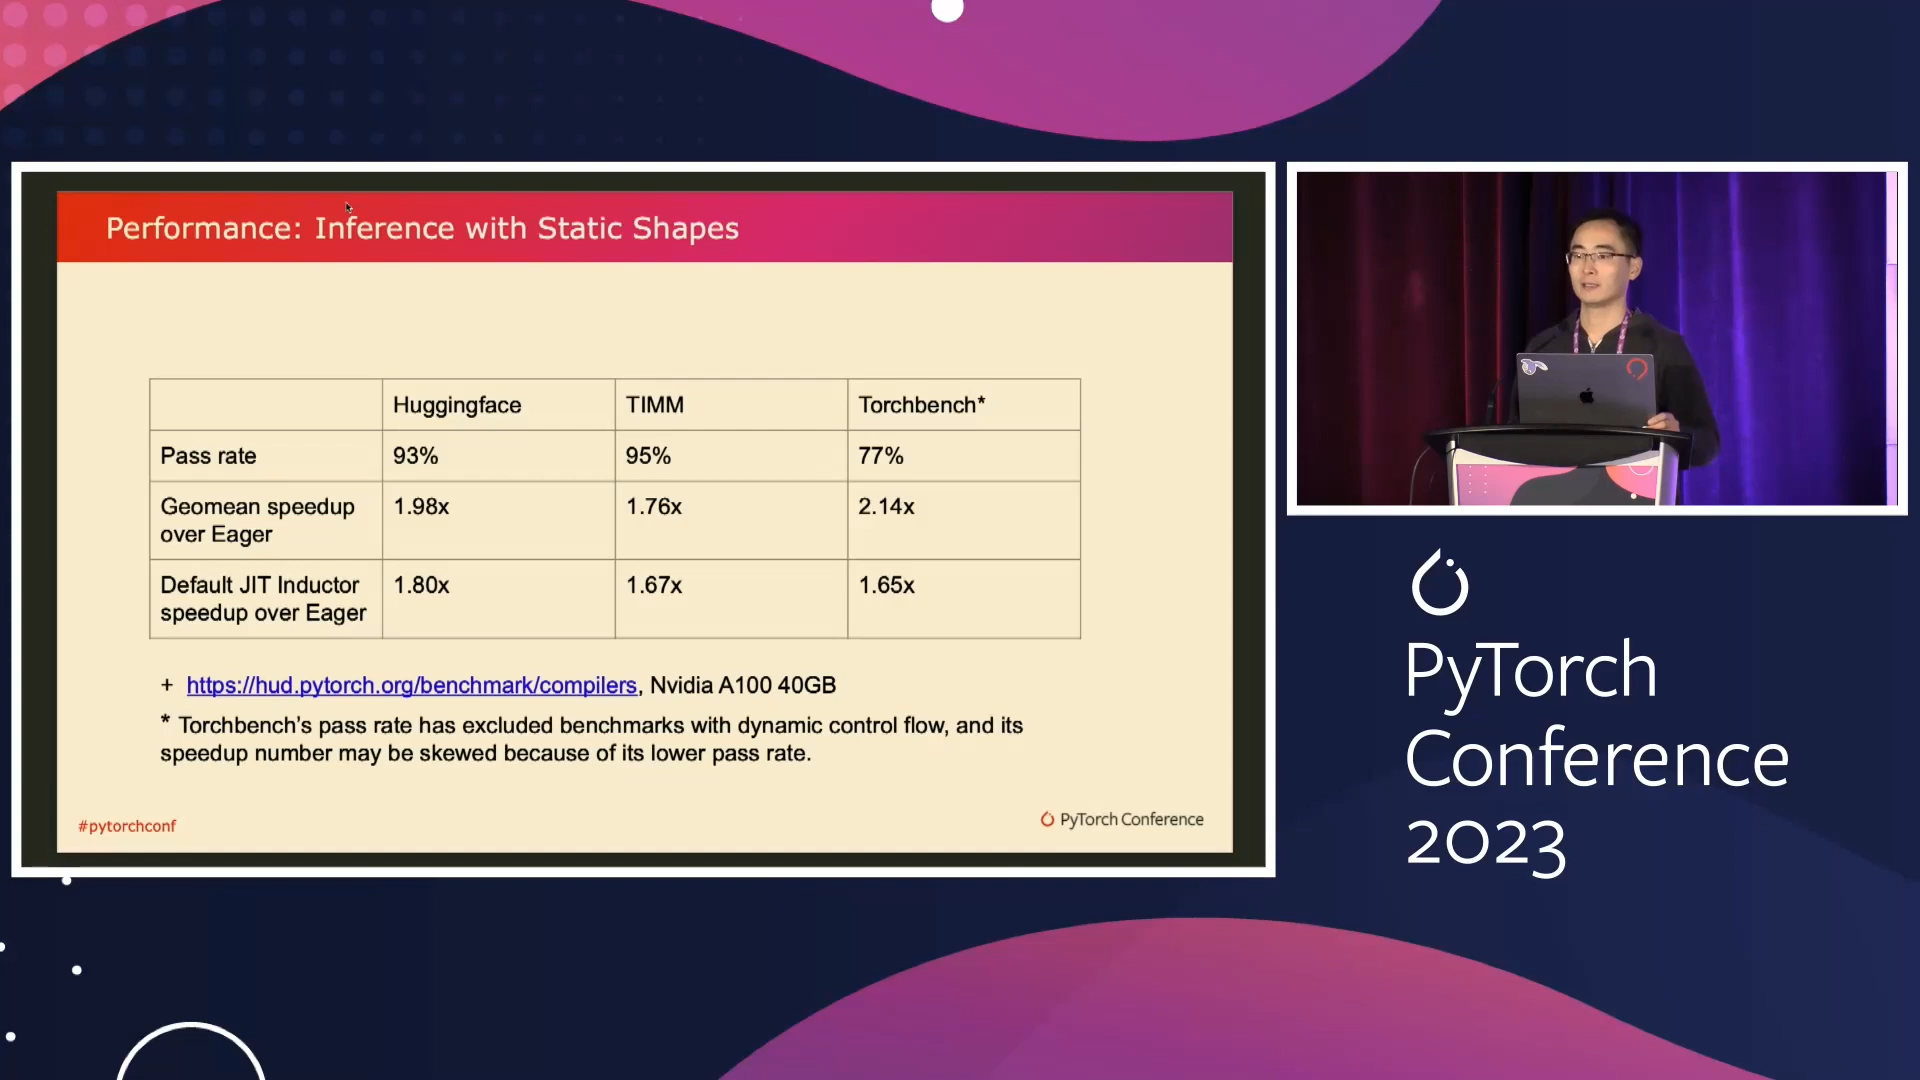 Performance: Inference with Static Shapes
Huggingface TIMM Torchbench*
Pass rate 93% 95% 77%
Geomean speedup 1.98x 1.76x 2.14x
over Eager
Default JIT Inductor 1.80x 1.67x 1.65x
speedup over Eager
+ https://hud.pytorch.org/benchmark/compilers, Nvidia A100 40GB
* Torchbench's pass rate has excluded benchmarks with dynamic control flow, and its
speedup number may be skewed because of its lower pass rate.
#pytorchconf
PyTorch Conference
PyTorch
Conference
2023